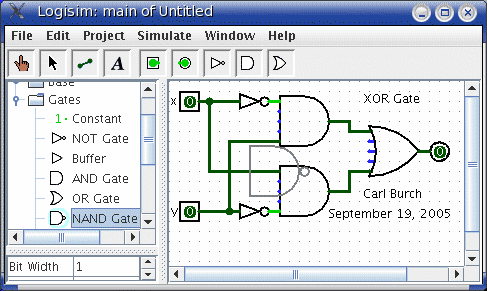 Logisim: main of Untitled
File Edit Project Simulate Window Help
A
Base
Gates
1 Constant
NOT Gate
Buffer
AND Gate
OR Gate
NAND Gate
Bit Width 1
XOR Gate
x 0
0
y 0
Carl Burch
September 19, 2005